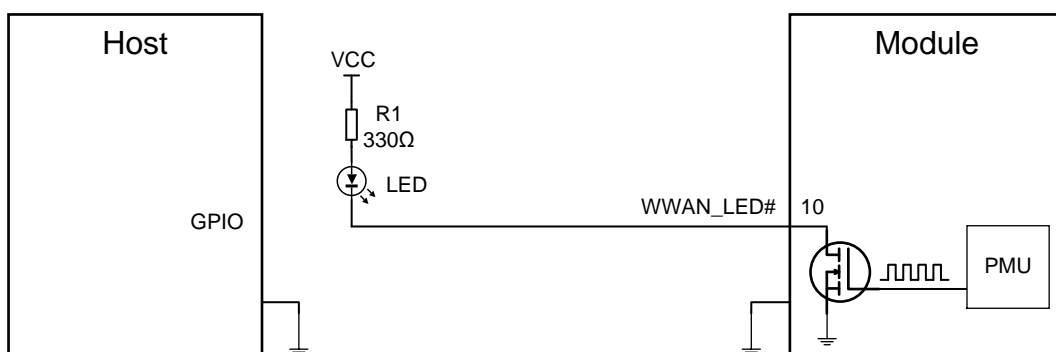 Host
Module
VCC
R1
330Ω
LED
GPIO
WWAN_LED#
10
PMU